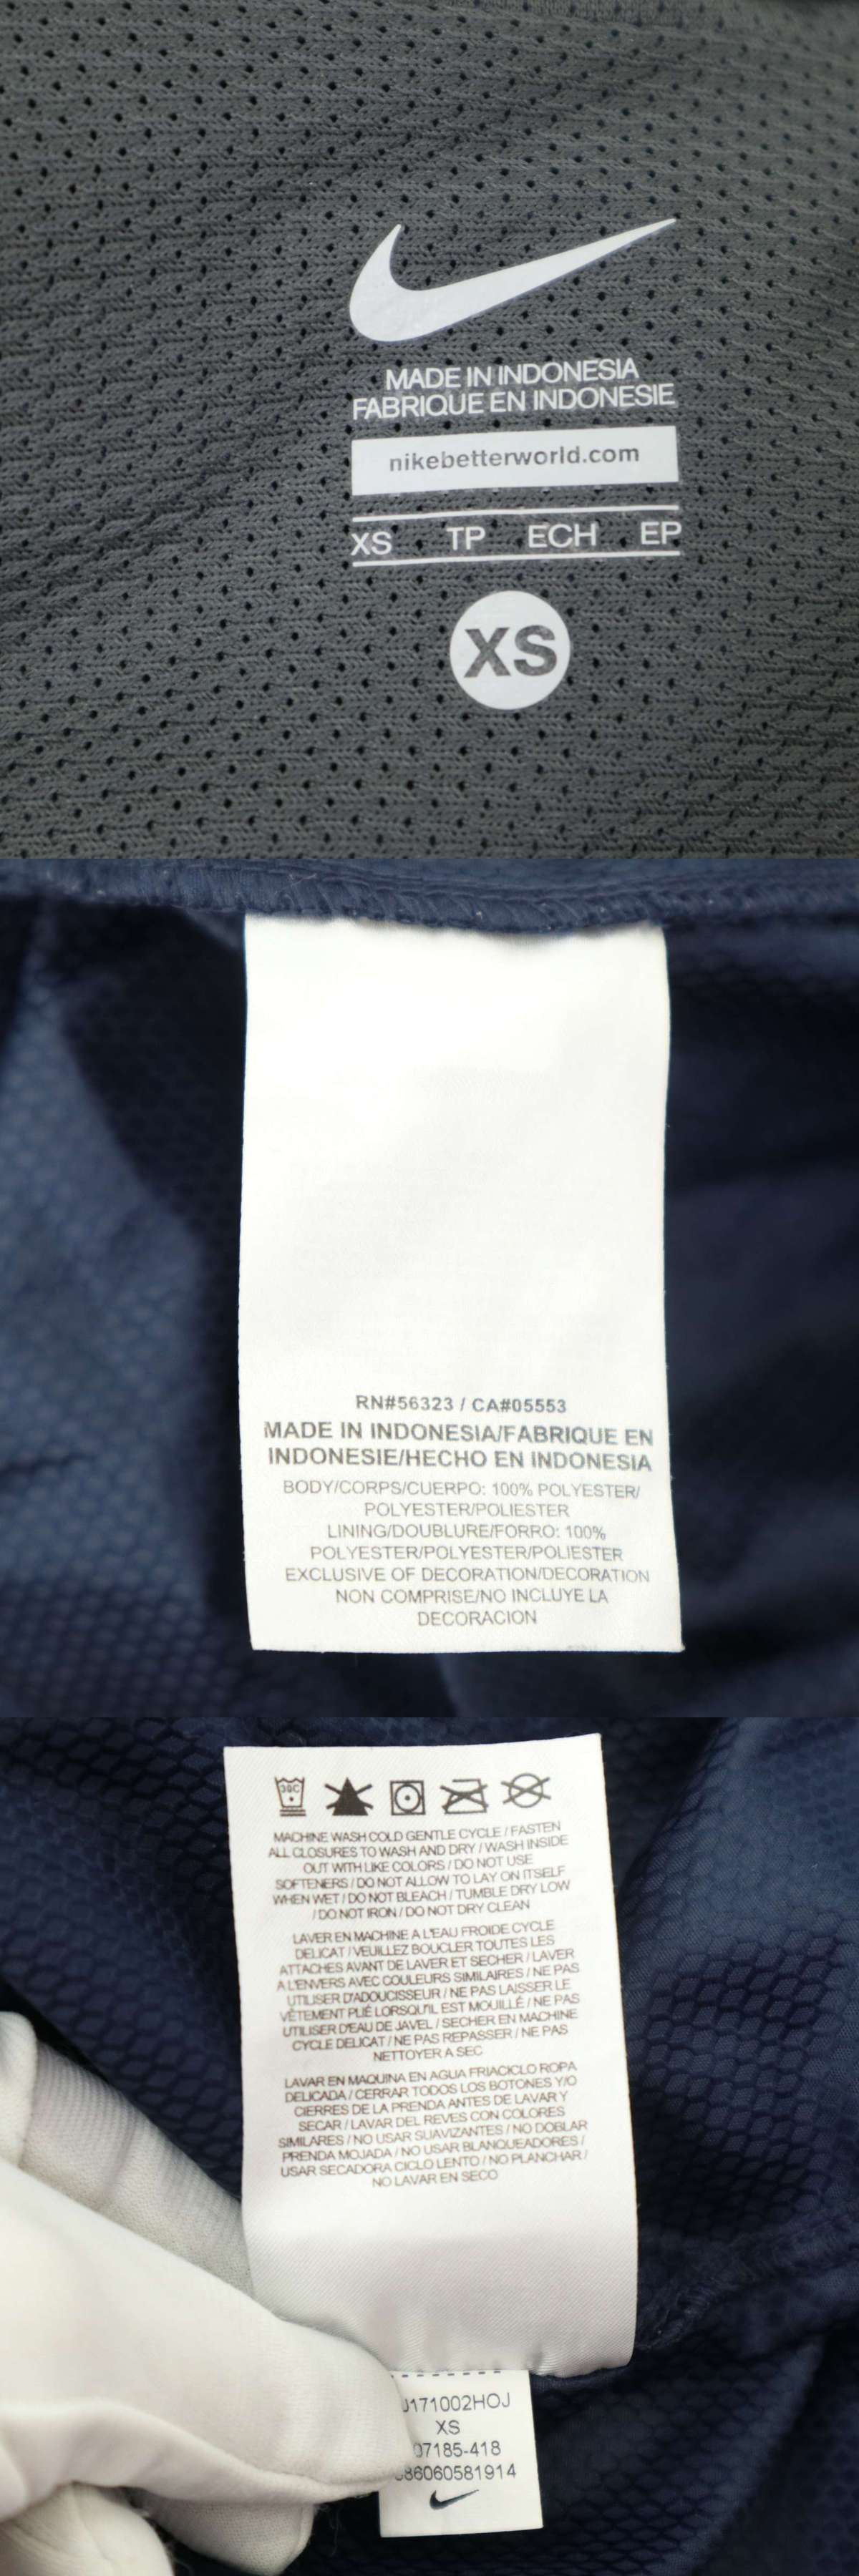 MADE IN INDONESIA
FABRIQUE EN INDONESIE
nikebetterworld.com
XS TP ECH EP
XS
RN#56323 / CA#05553
MADE IN INDONESIA/FABRIQUE EN
INDONESIE/HECHO EN INDONESIA
BODY/CORPS/CUERPO: 100% POLYESTER/
POLYESTER/POLIESTER
LINING/DOUBLURE/FORRO: 100%
POLYESTER/POLYESTER/POLIESTER
EXCLUSIVE OF DECORATION/DECORATION
NON COMPRISE/NO INCLUYE LA
DECORACION
30C
MACHINE WASH COLD GENTLE CYCLE / FASTEN
ALL CLOSURES TO WASH AND DRY / WASH INSIDE
OUT WITH LIKE COLORS / DO NOT USE
SOFTENERS / DO NOT ALLOW TO LAY ON ITSELF
WHEN WET / DO NOT BLEACH / TUMBLE DRY LOW
/ DO NOT IRON / DO NOT DRY CLEAN
LAVER EN MACHINE A L'EAU FROIDE CYCLE
DELICAT / VEUILLEZ BOUCLER TOUTES LES
ATTACHES AVANT DE LAVER ET SECHER / LAVER
A L'ENVERS AVEC COULEURS SIMILAIRES / NE PAS
UTILISER D'ADOUCISSEUR / NE PAS LAISSER LE
VÊTEMENT PLIÉ LORSQU'IL EST MOUILLÉ / NE PAS
UTILISER D'EAU DE JAVEL / SECHER EN MACHINE
CYCLE DELICAT / NE PAS REPASSER / NE PAS
NETTOYER A SEC
LAVAR EN MAQUINA EN AGUA FRIACICLO ROPA
DELICADA / CERRAR TODOS LOS BOTONES Y/O
CIERRES DE LA PRENDA ANTES DE LAVAR Y
SECAR / LAVAR DEL REVES CON COLORES
SIMILARES / NO USAR SUAVIZANTES / NO DOBLAR
PRENDA MOJADA / NO USAR BLANQUEADORES /
USAR SECADORA CICLO LENTO / NO PLANCHAR /
NO LAVAR EN SECO
J171002HOJ
XS
07185-418
86060581914